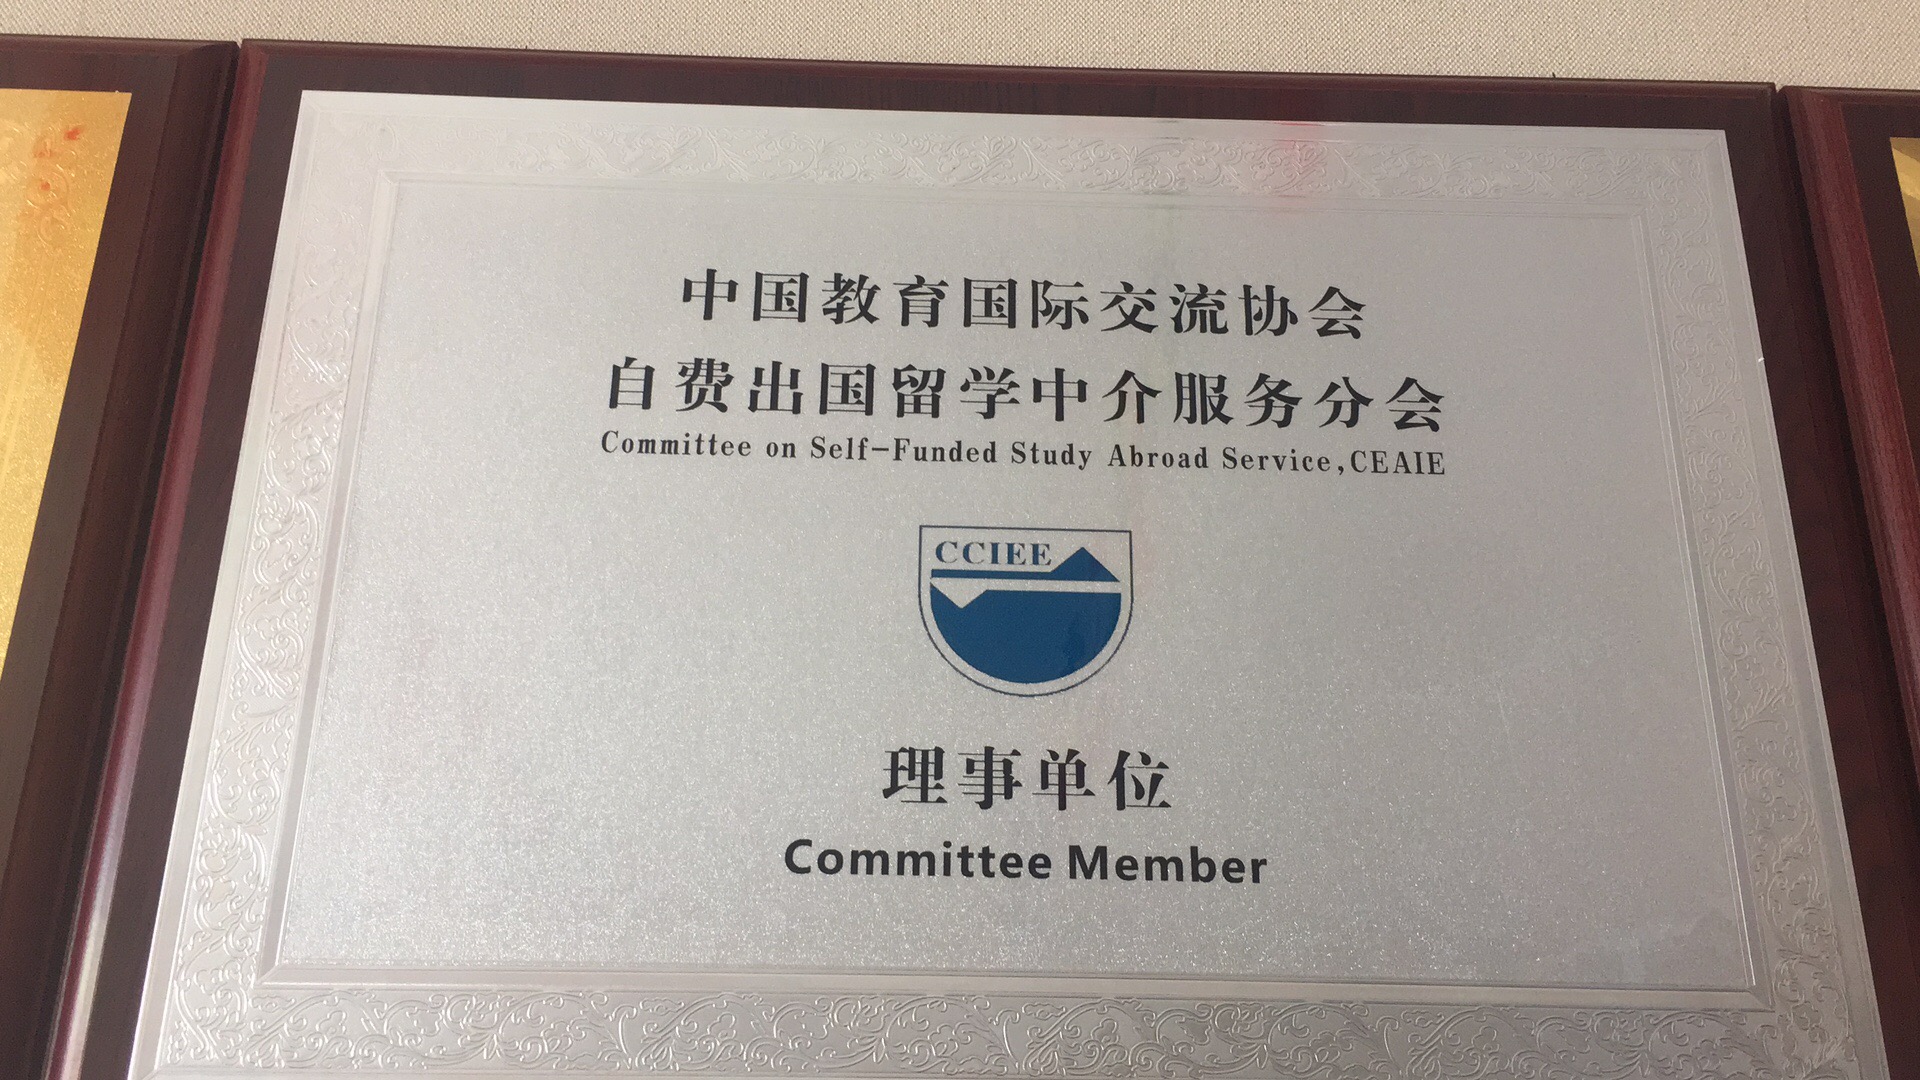 中国教育国际交流协会
自费出国留学中介服务分会
Committee on Self-Funded Study Abroad Service,CEAIE
CCIEE
理事单位
Committee Member